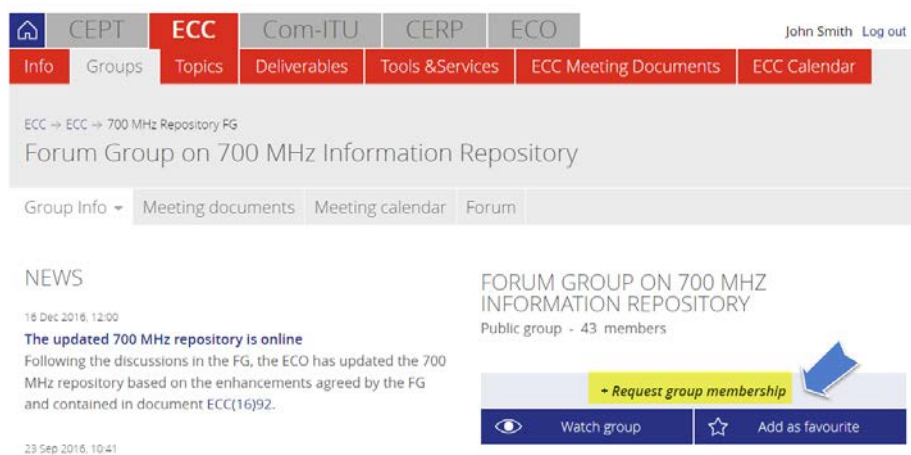 CEPT ECC Com-ITU CERP ECO
John Smith Log out
Info Groups Topics Deliverables Tools &Services ECC Meeting Documents ECC Calendar
ECC → ECC → 700 MHz Repository FG
Forum Group on 700 MHz Information Repository
Group Info Meeting documents Meeting calendar Forum
NEWS
16 Dec 2016, 12:00
The updated 700 MHz repository is online
Following the discussions in the FG, the ECO has updated the 700
MHz repository based on the enhancements agreed by the FG
and contained in document ECC(16)92.
23 Sep 2016, 10:41
FORUM GROUP ON 700 MHZ
INFORMATION REPOSITORY
Public group - 43 members
+ Request group membership
Watch group Add as favourite